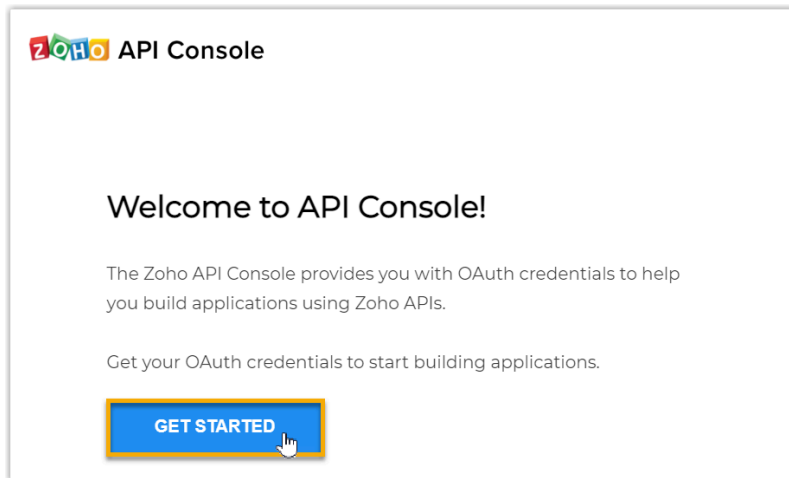 ZOHO API Console
Welcome to API Console!
The Zoho API Console provides you with OAuth credentials to help
you build applications using Zoho APIs.
Get your OAuth credentials to start building applications.
GET STARTED